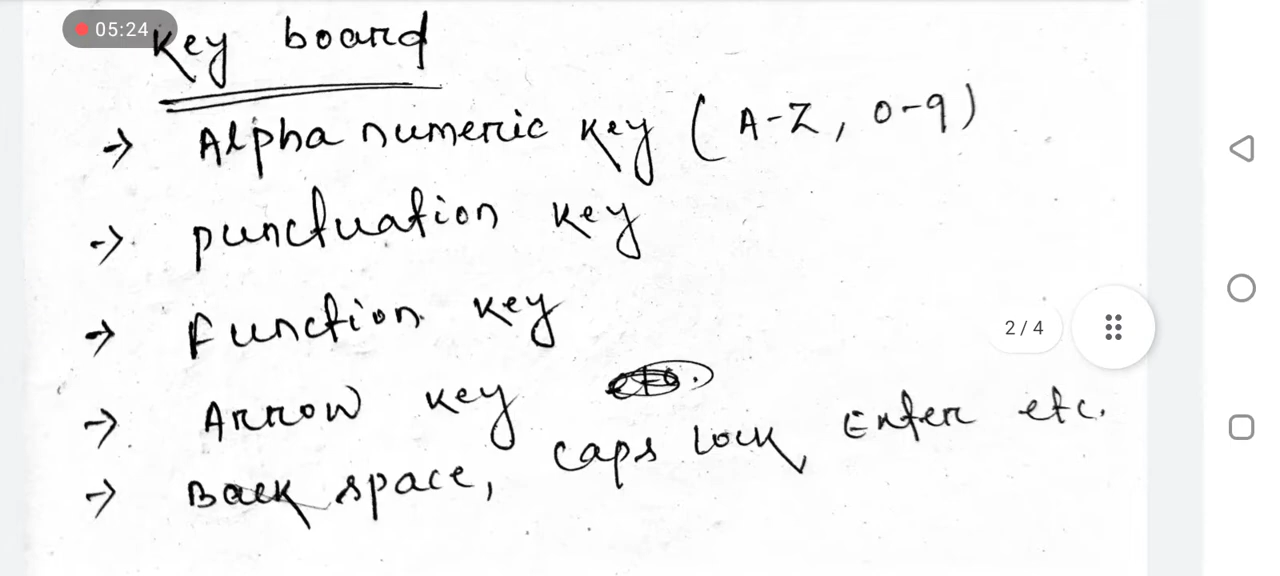 05:24
Key board
→ Alpha numeric key (A-Z, 0-9)
→ punctuation key
→ Function key
2/4
→ Arrow key
→ Back space, caps lock Enter etc.